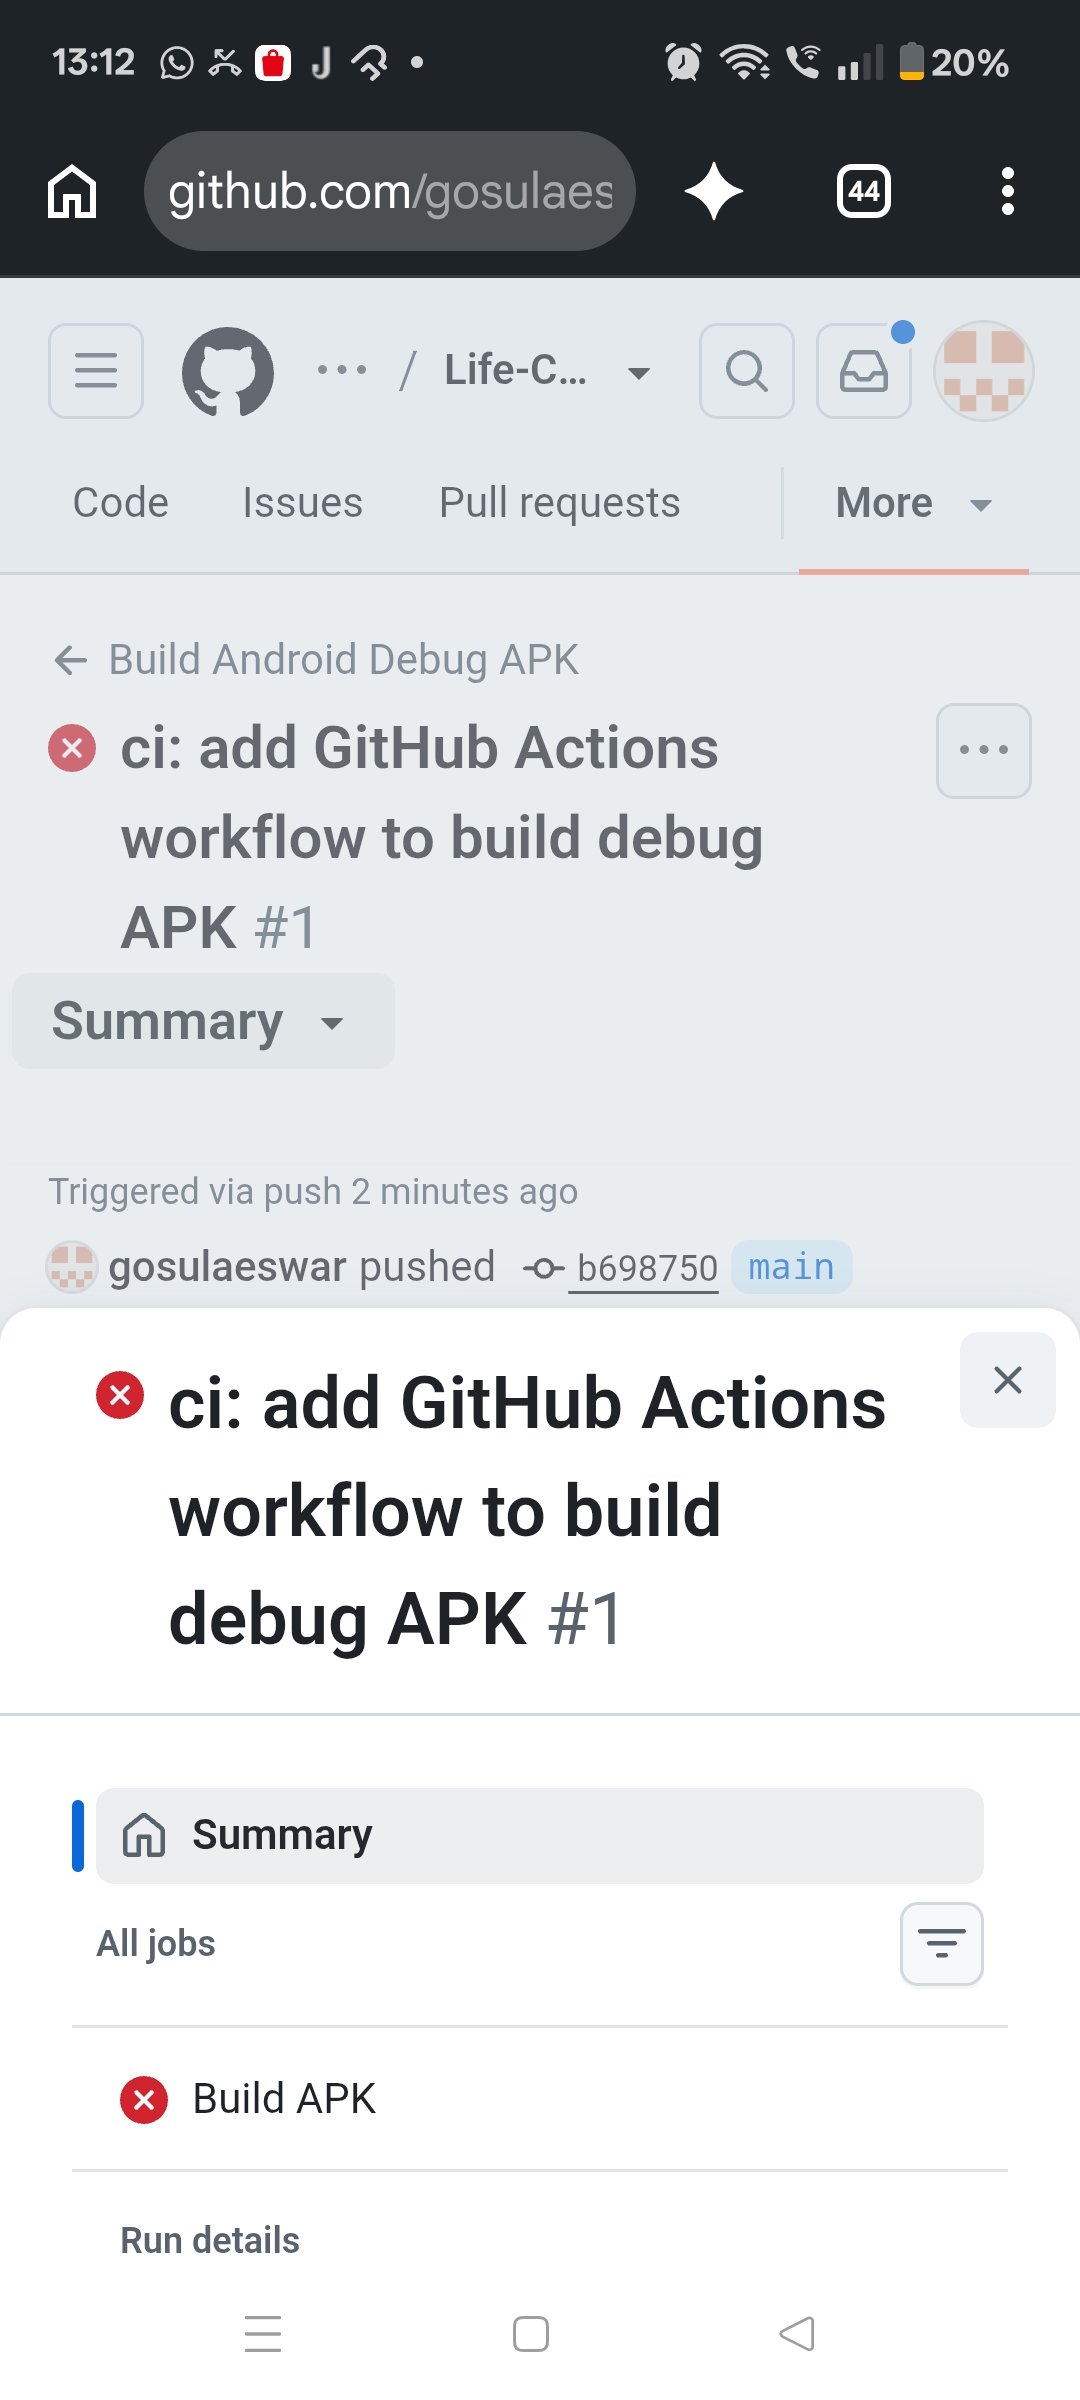 13:12
20%
github.com/gosulaes
44
/ Life-C...
Code Issues Pull requests More
Build Android Debug APK
ci: add GitHub Actions
workflow to build debug
APK #1
Summary
Triggered via push 2 minutes ago
gosulaeswar pushed b698750 main
ci: add GitHub Actions
workflow to build
debug APK #1
Summary
All jobs
Build APK
Run details